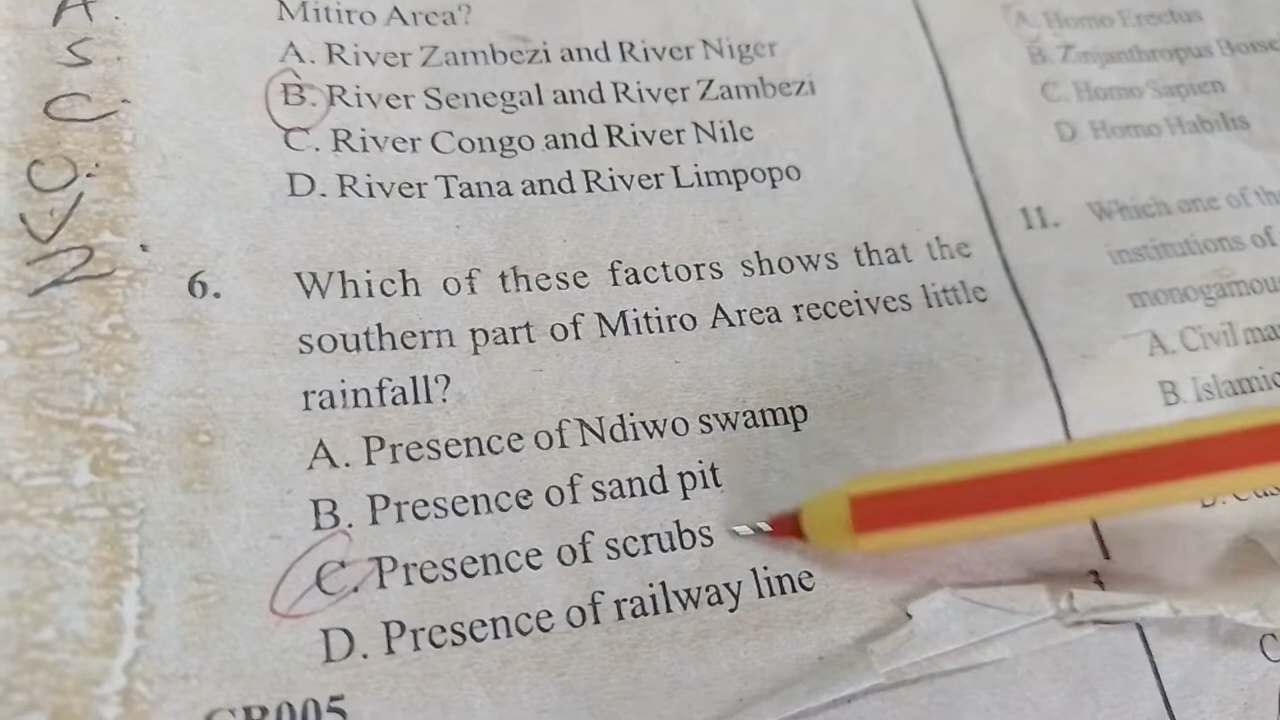 A.
S.
C.
O.
V
N
Mitiro Area?
A. River Zambezi and River Niger
B. River Senegal and River Zambezi
C. River Congo and River Nile
D. River Tana and River Limpopo
6. Which of these factors shows that the
southern part of Mitiro Area receives little
rainfall?
A. Presence of Ndiwo swamp
B. Presence of sand pit
C. Presence of scrubs
D. Presence of railway line
GR005
A. Homo Erectus
B. Zinjanthropus
C. Homo Sapien
D. Homo Habilis
11. Which one of
institutions of
A. Civil
B. Islamic